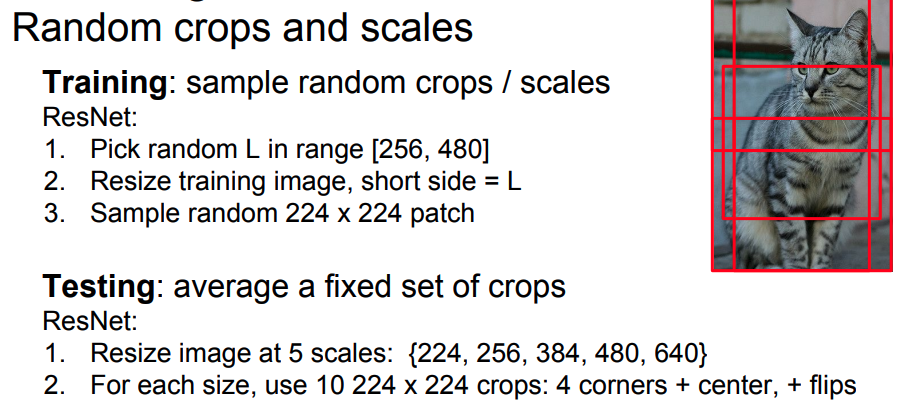 Random crops and scales
Training: sample random crops / scales
ResNet:
1. Pick random L in range [256, 480]
2. Resize training image, short side = L
3. Sample random 224 x 224 patch
Testing: average a fixed set of crops
ResNet:
1. Resize image at 5 scales: {224, 256, 384, 480, 640}
2. For each size, use 10 224 x 224 crops: 4 corners + center, + flips